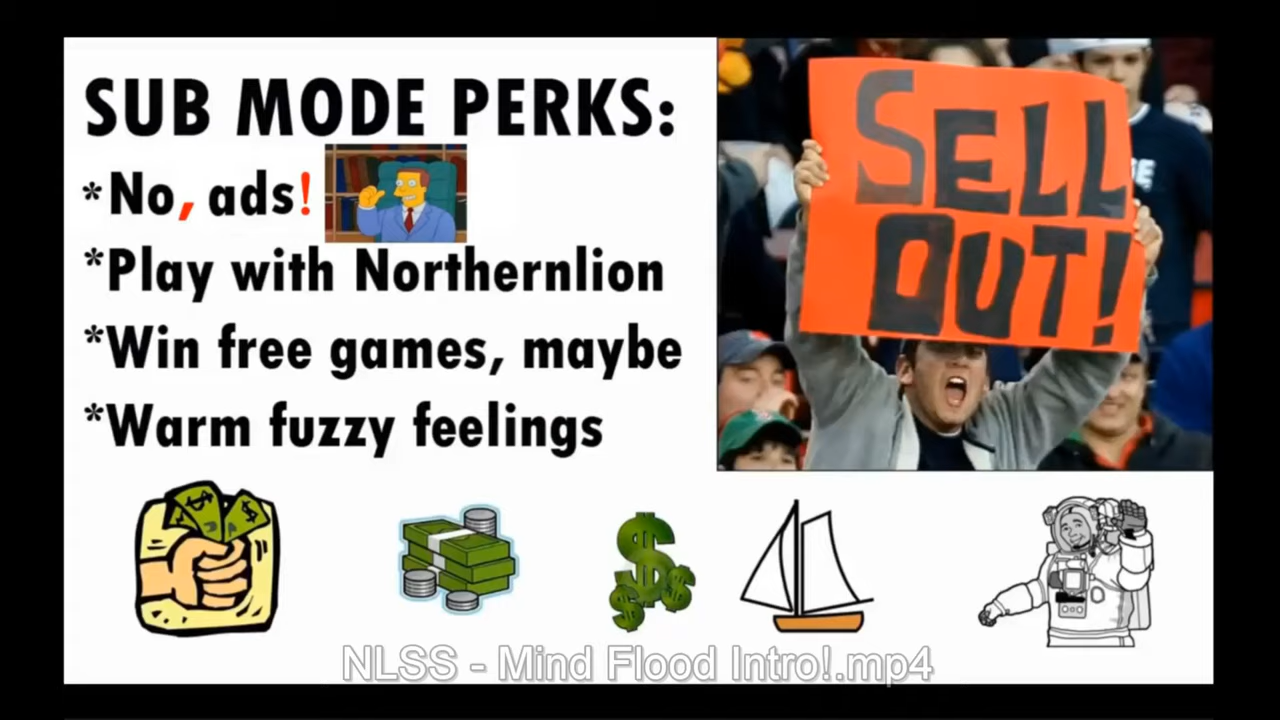 SUB MODE PERKS:
*No, ads!
*Play with Northernlion
*Win free games, maybe
*Warm fuzzy feelings
SELL
OUT!
NLSS - Mind Flood Intro!.mp4